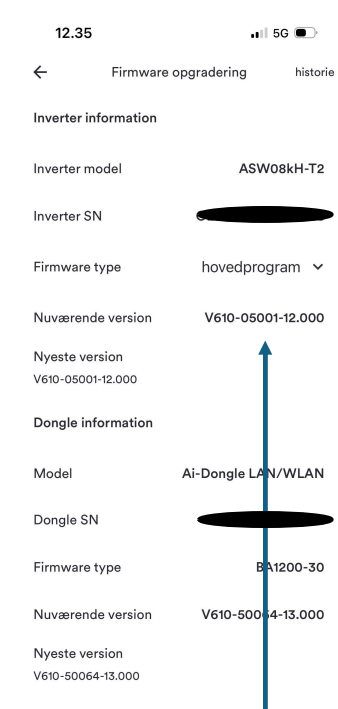 12.35 5G
Firmware opgradering historie
Inverter information
Inverter model ASW08kH-T2
Inverter SN
Firmware type hovedprogram
Nuværende version V610-05001-12.000
Nyeste version
V610-05001-12.000
Dongle information
Model Ai-Dongle LAN/WLAN
Dongle SN
Firmware type BA1200-30
Nuværende version V610-50064-13.000
Nyeste version
V610-50064-13.000